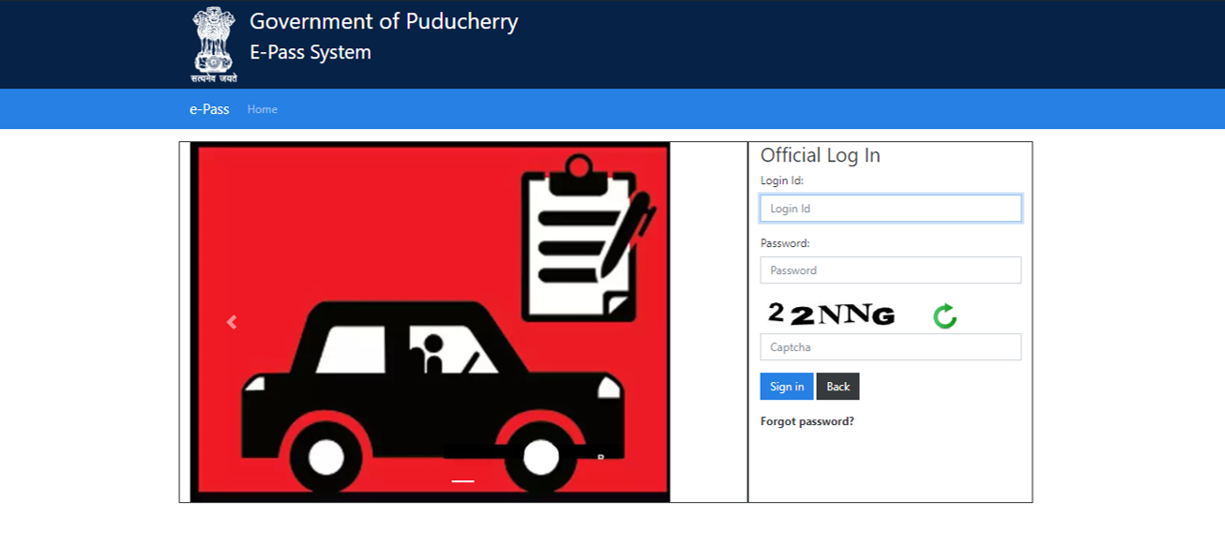 Government of Puducherry
E-Pass System
सत्यमेव जयते
e-Pass Home
Official Log In
Login Id:
Login Id
Password:
Password
22NNG
Captcha
Sign in Back
Forgot password?